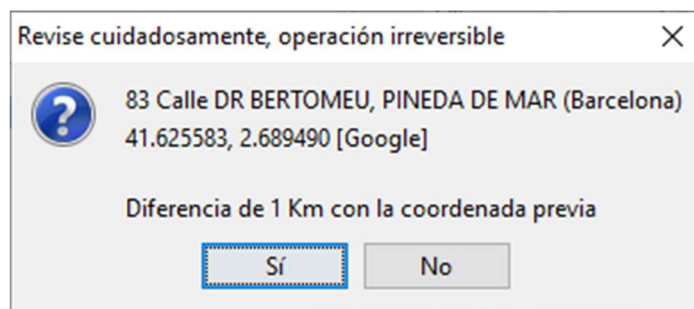 Revise cuidadosamente, operación irreversible
83 Calle DR BERTOMEU, PINEDA DE MAR (Barcelona)
41.625583, 2.689490 [Google]
Diferencia de 1 Km con la coordenada previa
Sí No